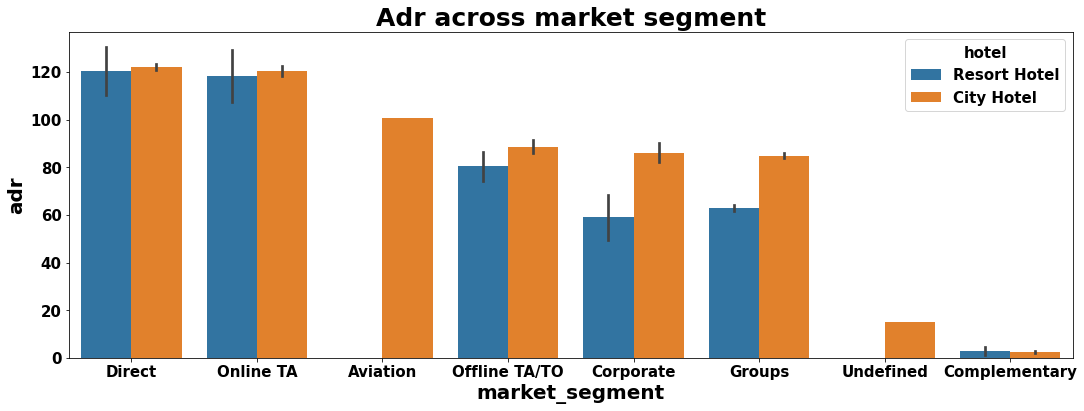 Adr across market segment
hotel
Resort Hotel
City Hotel
adr
120
100
80
60
40
20
0
Direct Online TA Aviation Offline TA/TO Corporate Groups Undefined Complementary
market_segment